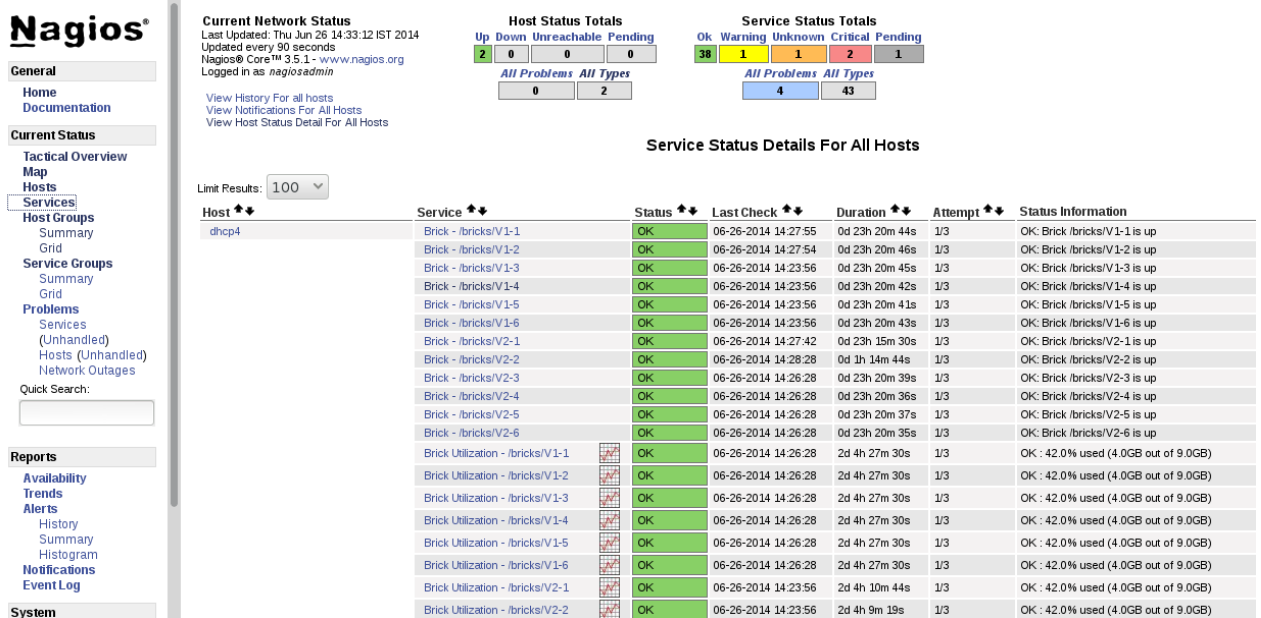 Nagios®
General
Home
Documentation
Current Status
Tactical Overview
Map
Hosts
Services
Host Groups
Summary
Grid
Service Groups
Summary
Grid
Problems
Services
(Unhandled)
Hosts (Unhandled)
Network Outages
Quick Search:
Reports
Availability
Trends
Alerts
History
Summary
Histogram
Notifications
Event Log
System
Current Network Status
Last Updated: Thu Jun 26 14:33:12 IST 2014
Updated every 90 seconds
Nagios® Core™ 3.5.1 - www.nagios.org
Logged in as nagiosadmin
View History For all hosts
View Notifications For All Hosts
View Host Status Detail For All Hosts
Host Status Totals
Up Down Unreachable Pending
2 0 0 0
All Problems All Types
0 2
Service Status Totals
Ok Warning Unknown Critical Pending
38 1 1 2 1
All Problems All Types
4 43
Service Status Details For All Hosts
Limit Results: 100
Host Service Status Last Check Duration Attempt Status Information
dhcp4 Brick - /bricks/V1-1 OK 06-26-2014 14:27:55 0d 23h 20m 44s 1/3 OK: Brick /bricks/V1-1 is up
Brick - /bricks/V1-2 OK 06-26-2014 14:27:54 0d 23h 20m 46s 1/3 OK: Brick /bricks/V1-2 is up
Brick - /bricks/V1-3 OK 06-26-2014 14:23:56 0d 23h 20m 45s 1/3 OK: Brick /bricks/V1-3 is up
Brick - /bricks/V1-4 OK 06-26-2014 14:23:56 0d 23h 20m 42s 1/3 OK: Brick /bricks/V1-4 is up
Brick - /bricks/V1-5 OK 06-26-2014 14:23:56 0d 23h 20m 41s 1/3 OK: Brick /bricks/V1-5 is up
Brick - /bricks/V1-6 OK 06-26-2014 14:23:56 0d 23h 20m 43s 1/3 OK: Brick /bricks/V1-6 is up
Brick - /bricks/V2-1 OK 06-26-2014 14:27:42 0d 23h 15m 30s 1/3 OK: Brick /bricks/V2-1 is up
Brick - /bricks/V2-2 OK 06-26-2014 14:28:28 0d 1h 14m 44s 1/3 OK: Brick /bricks/V2-2 is up
Brick - /bricks/V2-3 OK 06-26-2014 14:26:28 0d 23h 20m 39s 1/3 OK: Brick /bricks/V2-3 is up
Brick - /bricks/V2-4 OK 06-26-2014 14:26:28 0d 23h 20m 36s 1/3 OK: Brick /bricks/V2-4 is up
Brick - /bricks/V2-5 OK 06-26-2014 14:26:28 0d 23h 20m 37s 1/3 OK: Brick /bricks/V2-5 is up
Brick - /bricks/V2-6 OK 06-26-2014 14:26:28 0d 23h 20m 35s 1/3 OK: Brick /bricks/V2-6 is up
Brick Utilization - /bricks/V1-1 OK 06-26-2014 14:26:28 2d 4h 27m 30s 1/3 OK : 42.0% used (4.0GB out of 9.0GB)
Brick Utilization - /bricks/V1-2 OK 06-26-2014 14:26:28 2d 4h 27m 30s 1/3 OK : 42.0% used (4.0GB out of 9.0GB)
Brick Utilization - /bricks/V1-3 OK 06-26-2014 14:26:28 2d 4h 27m 30s 1/3 OK : 42.0% used (4.0GB out of 9.0GB)
Brick Utilization - /bricks/V1-4 OK 06-26-2014 14:26:28 2d 4h 27m 30s 1/3 OK : 42.0% used (4.0GB out of 9.0GB)
Brick Utilization - /bricks/V1-5 OK 06-26-2014 14:26:28 2d 4h 27m 30s 1/3 OK : 42.0% used (4.0GB out of 9.0GB)
Brick Utilization - /bricks/V1-6 OK 06-26-2014 14:26:28 2d 4h 27m 30s 1/3 OK : 42.0% used (4.0GB out of 9.0GB)
Brick Utilization - /bricks/V2-1 OK 06-26-2014 14:23:56 2d 4h 10m 44s 1/3 OK : 42.0% used (4.0GB out of 9.0GB)
Brick Utilization - /bricks/V2-2 OK 06-26-2014 14:23:56 2d 4h 9m 19s 1/3 OK : 42.0% used (4.0GB out of 9.0GB)